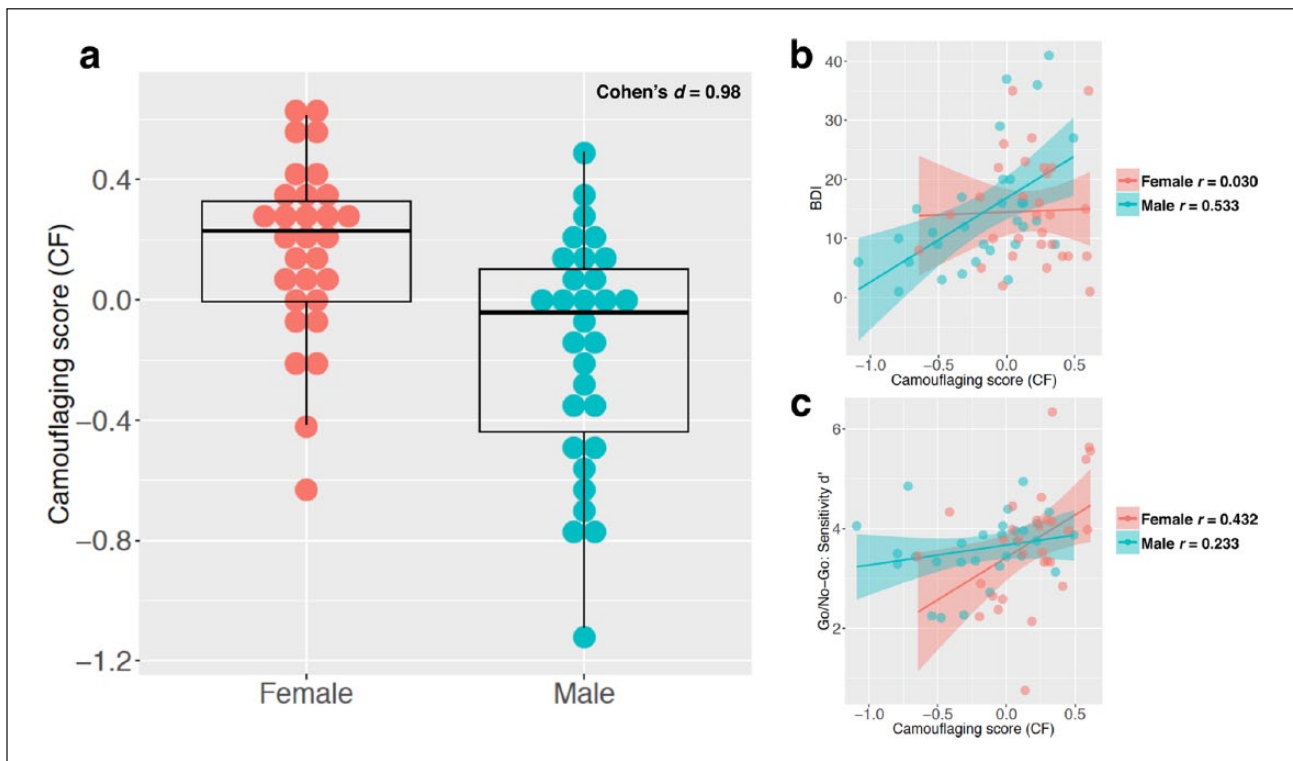 a
Cohen's d = 0.98
Camouflaging score (CF)
0.4
0.0
−0.4
−0.8
−1.2
Female
Male
b
BDI
40
30
20
10
0
−1.0
−0.5
0.0
0.5
Camouflaging score (CF)
Female r = 0.030
Male r = 0.533
c
Go/No−Go: Sensitivity d'
6
4
2
−1.0
−0.5
0.0
0.5
Camouflaging score (CF)
Female r = 0.432
Male r = 0.233